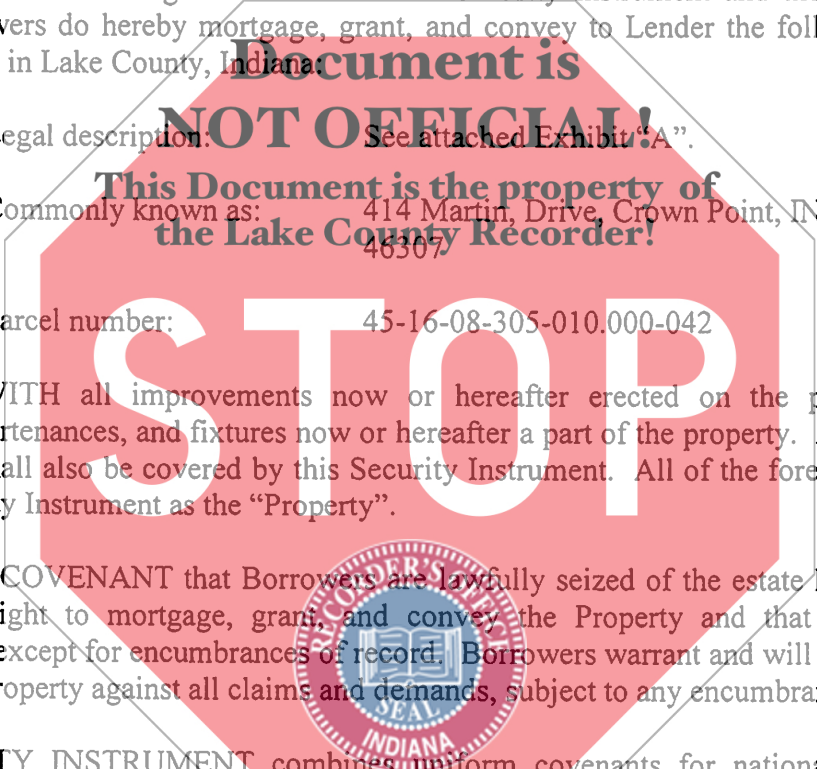 vers do hereby mortgage, grant, and convey to Lender the foll
in Lake County, Indiana:
Document is
NOT OFFICIAL!
egal description: See attached Exhibit “A”.
This Document is the property of
ommonly known as: 414 Martin, Drive, Crown Point, IN
the Lake County Recorder!
46307
arcel number: 45-16-08-305-010.000-042
STOP
WITH all improvements now or hereafter erected on the p
rtenances, and fixtures now or hereafter a part of the property.
all also be covered by this Security Instrument. All of the fore
y Instrument as the “Property”.
COVENANT that Borrowers are lawfully seized of the estate
ight to mortgage, grant, and convey the Property and that
except for encumbrances of record. Borrowers warrant and will
roperty against all claims and demands, subject to any encumbra
RECORDER'S OFFICE
SEAL
INDIANA
TY INSTRUMENT combines uniform covenants for nationa